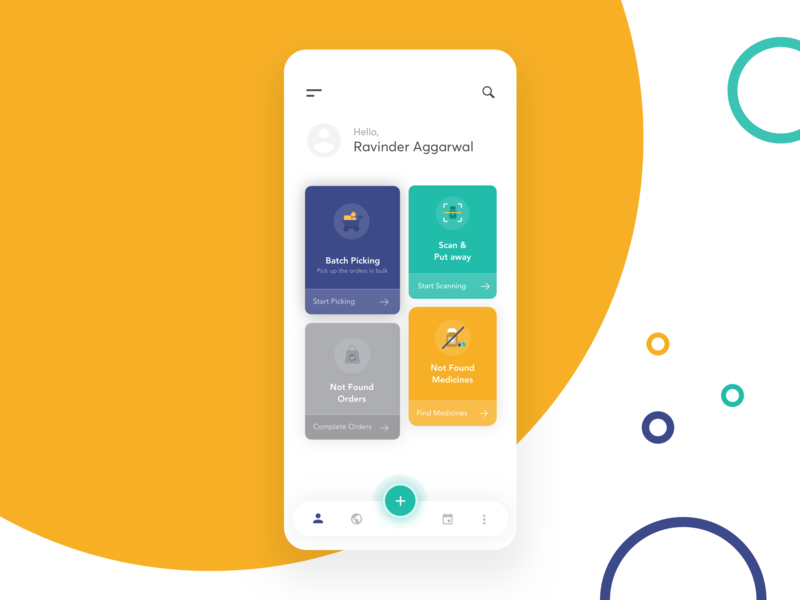 Hello,
Ravinder Aggarwal
Batch Picking
Pick up the orders in bulk
Start Picking
Scan &
Put away
Start Scanning
Not Found
Orders
Complete Orders
Not Found
Medicines
Find Medicines